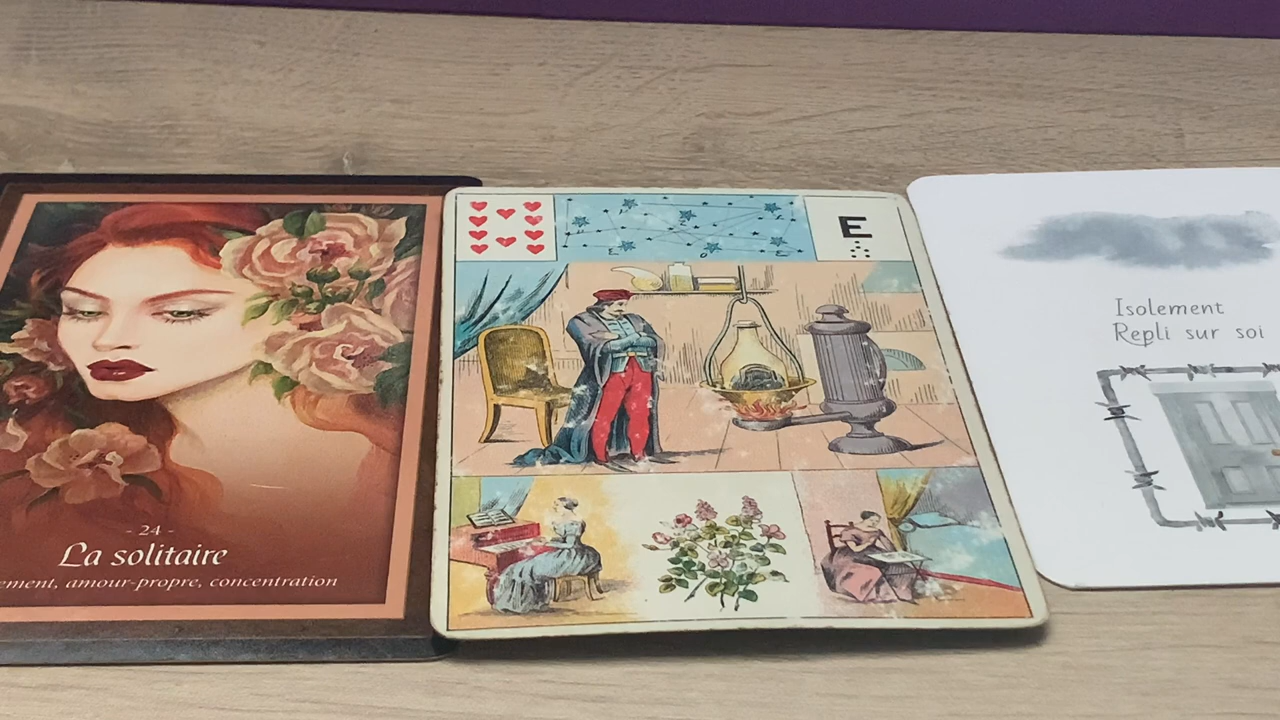 - 24 -
La solitaire
ement, amour-propre, concentration
E
Isolement
Repli sur soi